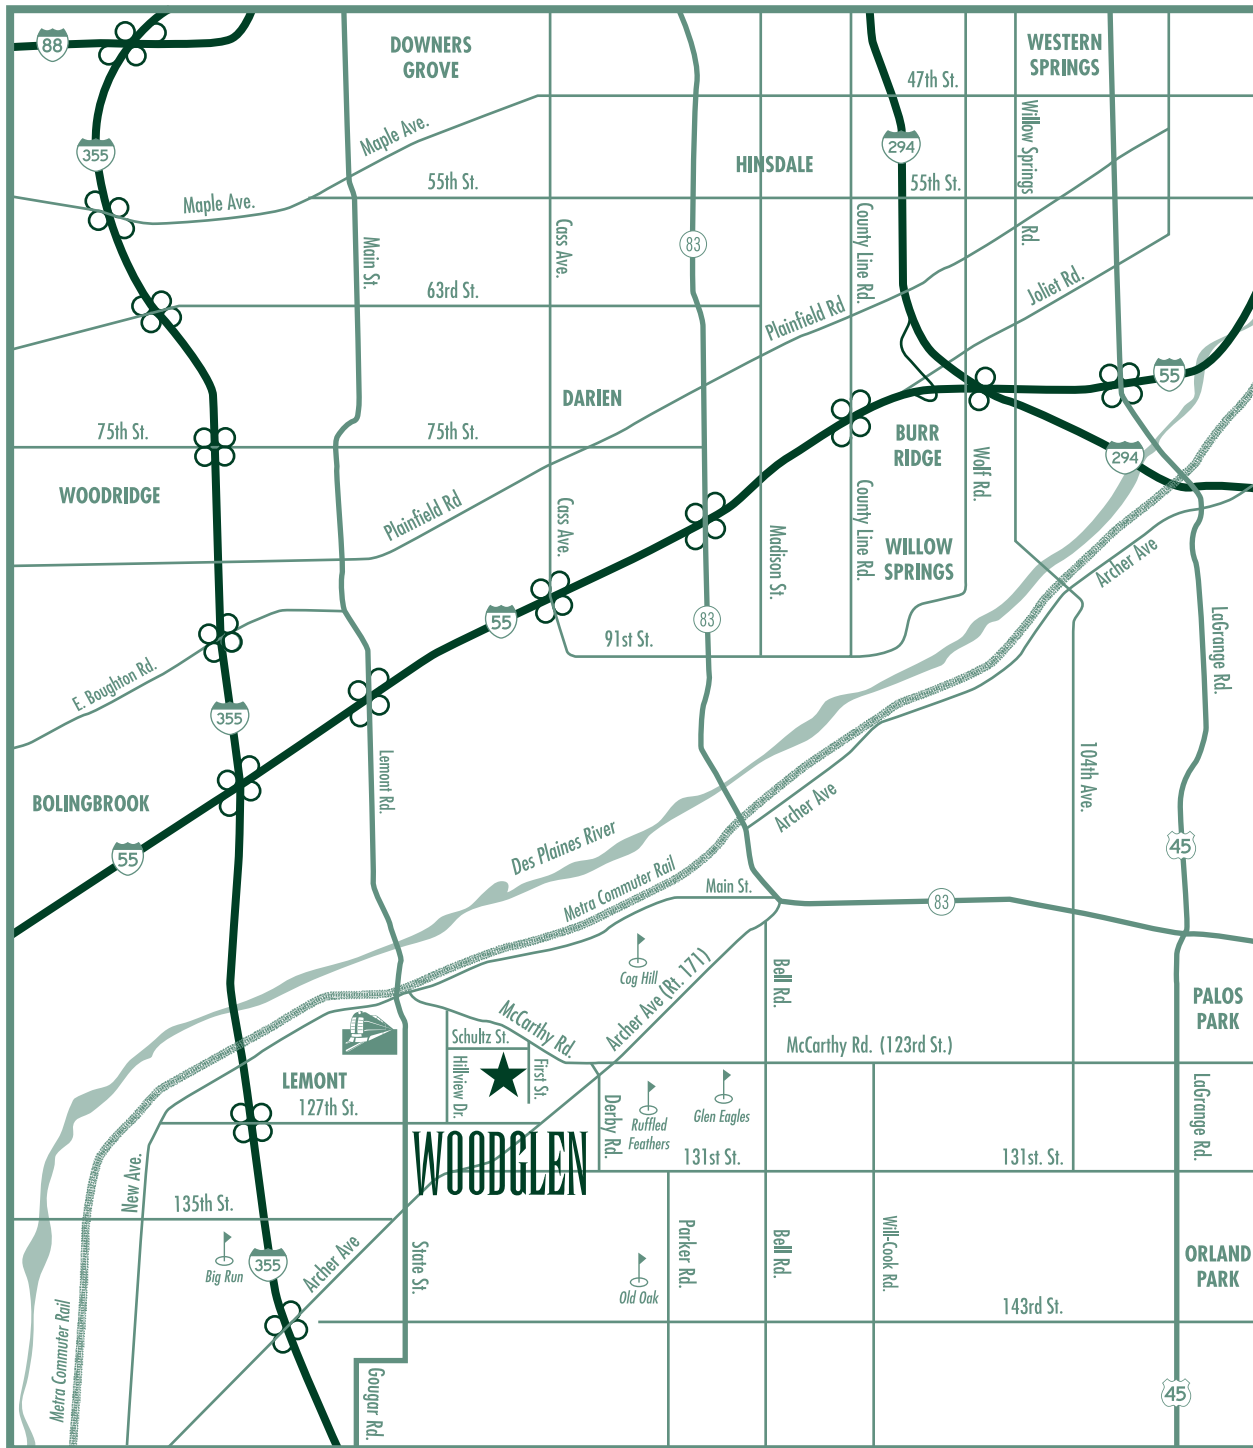 88
DOWNERS
GROVE
WESTERN
SPRINGS
47th St.
Maple Ave.
355
294
Willow Springs
Rd.
HINSDALE
55th St.
55th St.
Maple Ave.
Cass Ave.
County Line Rd.
Main St.
83
63rd St.
Plainfield Rd
Joliet Rd.
55
DARIEN
75th St.
75th St.
BURR
RIDGE
Wolf Rd.
294
WOODRIDGE
Plainfield Rd
Cass Ave.
Madison St.
County Line Rd.
WILLOW
SPRINGS
Archer Ave
55
83
91st St.
LaGrange Rd.
E. Boughton Rd.
355
Lemont Rd.
104th Ave.
BOLINGBROOK
55
Archer Ave
Des Plaines River
45
Metra Commuter Rail
Main St.
83
Cog Hill
Archer Ave (Rt. 171)
Bell Rd.
PALOS
PARK
McCarthy Rd.
Schultz St.
McCarthy Rd. (123rd St.)
LEMONT
Hillview Dr.
First St.
127th St.
Derby Rd.
Ruffled
Feathers
Glen Eagles
LaGrange Rd.
WOODGLEN
131st St.
131st. St.
New Ave.
135th St.
Big Run
355
Archer Ave
State St.
Old Oak
Parker Rd.
Bell Rd.
Will-Cook Rd.
ORLAND
PARK
143rd St.
Metra Commuter Rail
Gougar Rd.
45